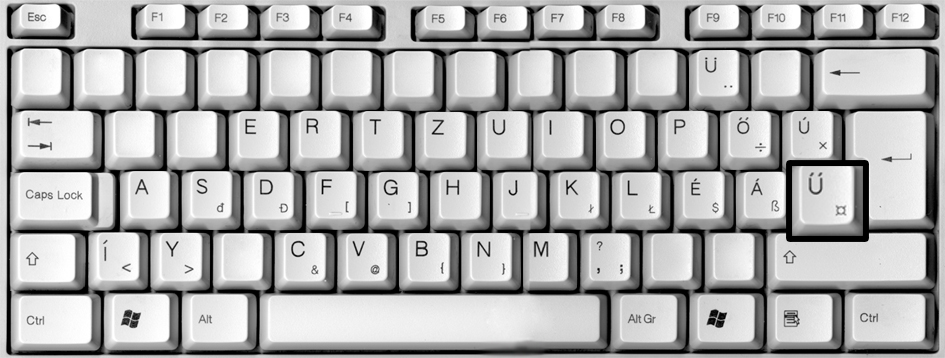 Esc F1 F2 F3 F4 F5 F6 F7 F8 F9 F10 F11 F12
Ü ¨ ←
E R T Z U I O P Ő ÷ Ú ×
Caps Lock A S đ D Đ F [ G ] H J K ł L Ł É $ Á ß Ű ¤
Í < Y > C & V @ B { N } M ? , ;
Ctrl Alt Alt Gr Ctrl